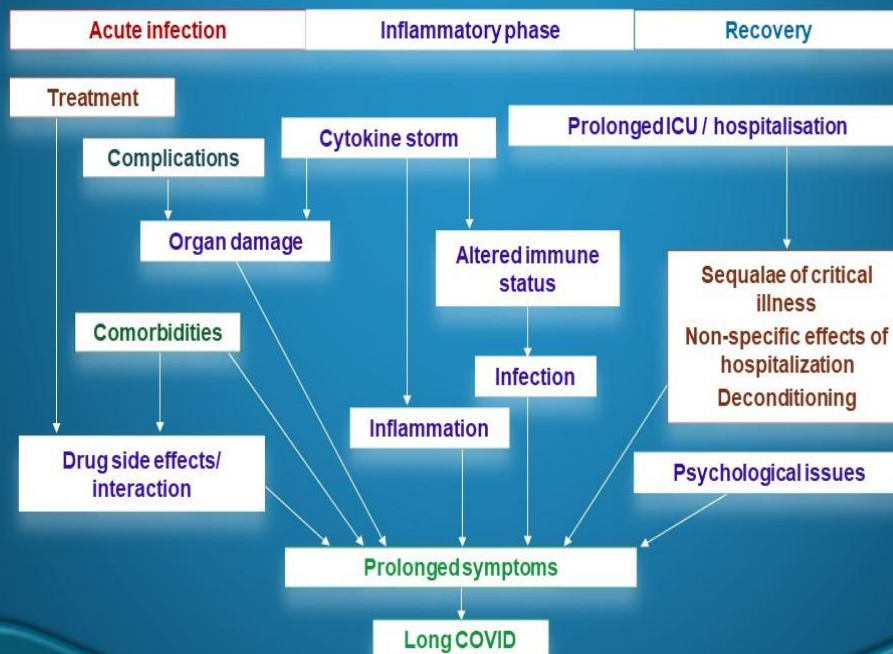 Acute infection
Inflammatory phase
Recovery
Treatment
Complications
Cytokine storm
Prolonged ICU / hospitalisation
Organ damage
Altered immune
status
Sequalae of critical
illness
Non-specific effects of
hospitalization
Deconditioning
Comorbidities
Infection
Inflammation
Drug side effects/
interaction
Psychological issues
Prolonged symptoms
Long COVID